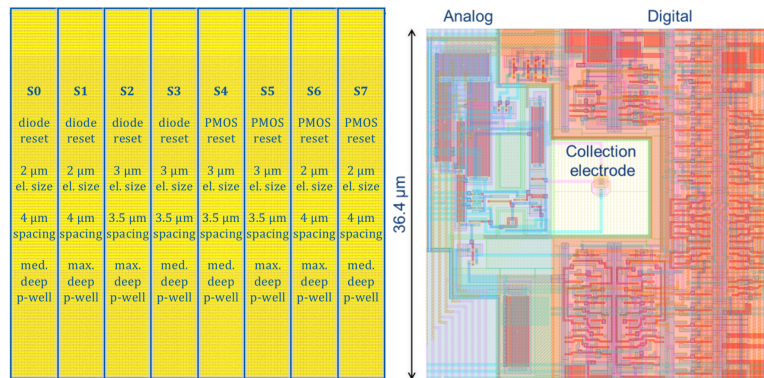 S0
diode
reset
2 µm
el. size
4 µm
spacing
med.
deep
p-well
S1
diode
reset
2 µm
el. size
4 µm
spacing
max.
deep
p-well
S2
diode
reset
3 µm
el. size
3.5 µm
spacing
max.
deep
p-well
S3
diode
reset
3 µm
el. size
3.5 µm
spacing
med.
deep
p-well
S4
PMOS
reset
3 µm
el. size
3.5 µm
spacing
med.
deep
p-well
S5
PMOS
reset
3 µm
el. size
3.5 µm
spacing
max.
deep
p-well
S6
PMOS
reset
2 µm
el. size
4 µm
spacing
max.
deep
p-well
S7
PMOS
reset
2 µm
el. size
4 µm
spacing
med.
deep
p-well
Analog
Digital
36.4 µm
Collection
electrode